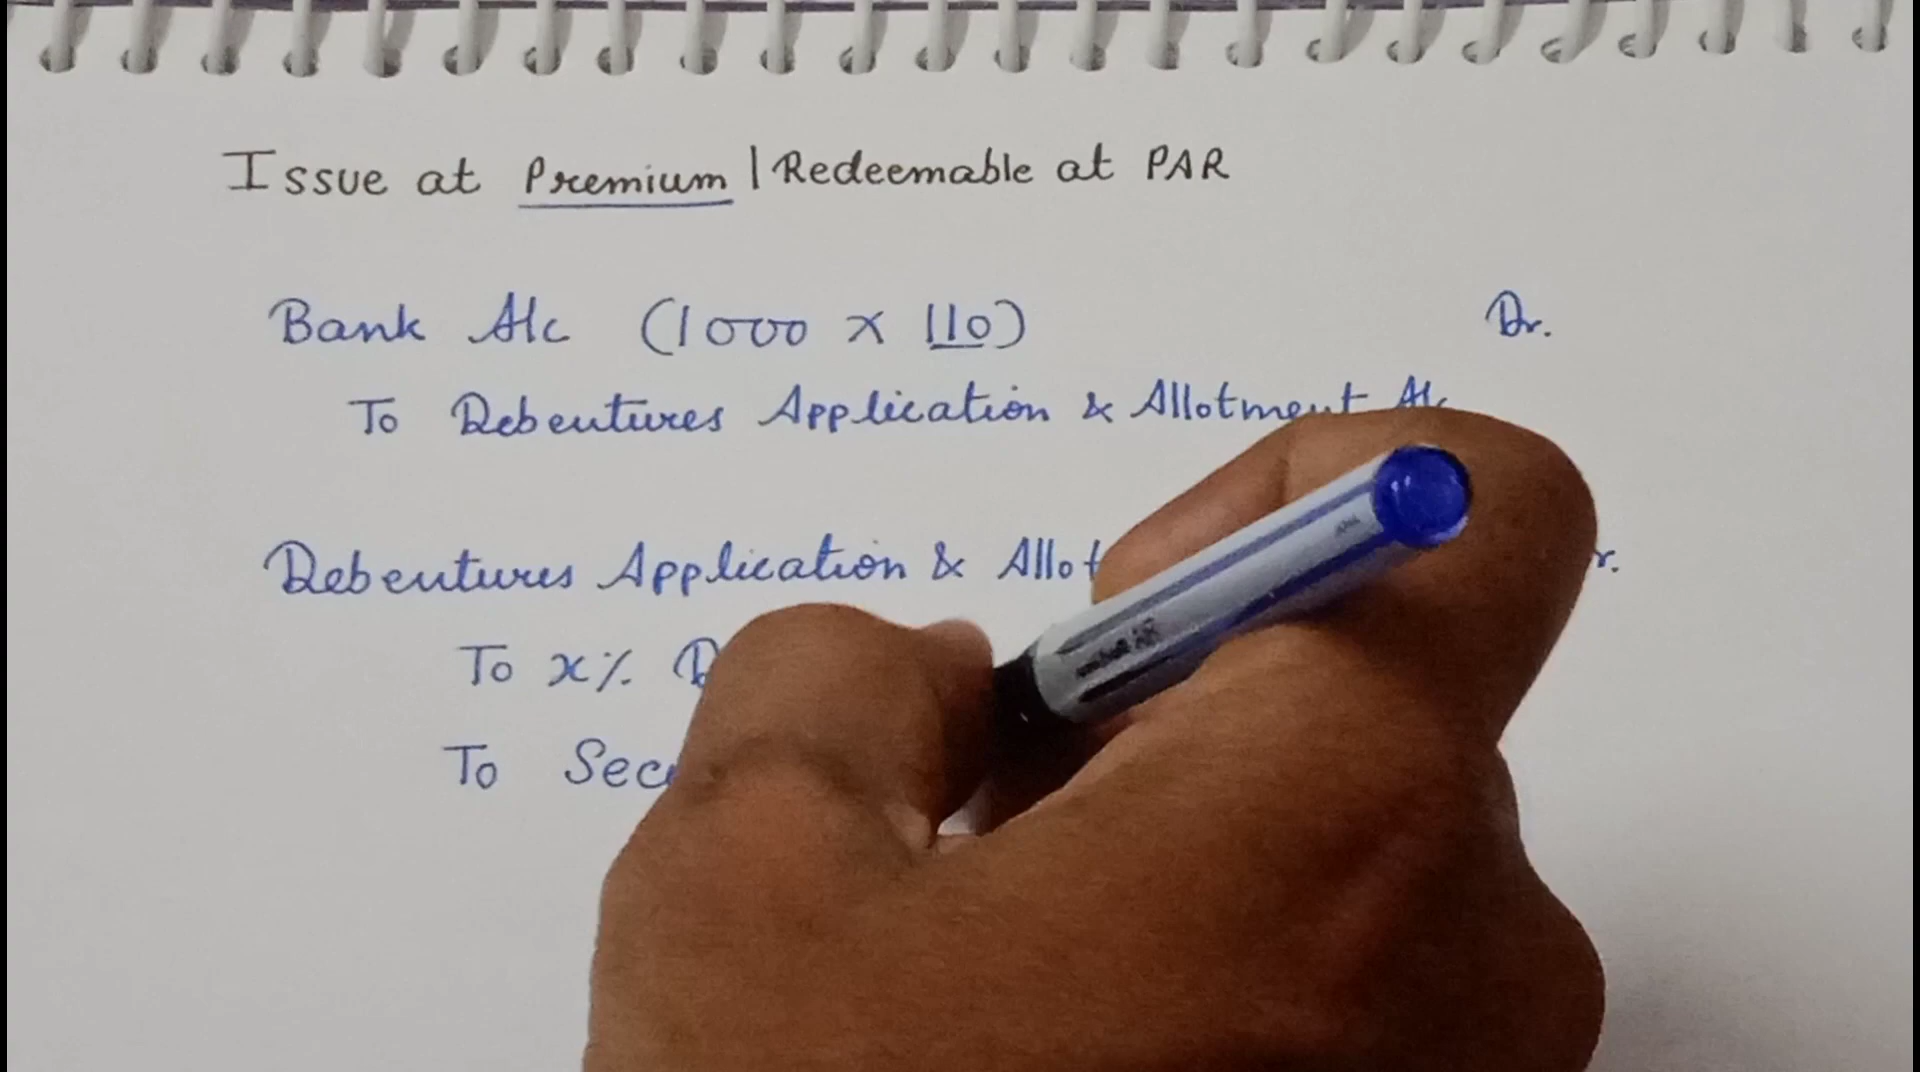 Issue at Premium | Redeemable at PAR
Bank A/c (1000 x 110) Dr.
To Debentures Application & Allotment A/c
Debentures Application & Allot r.
To x% D
To Sec